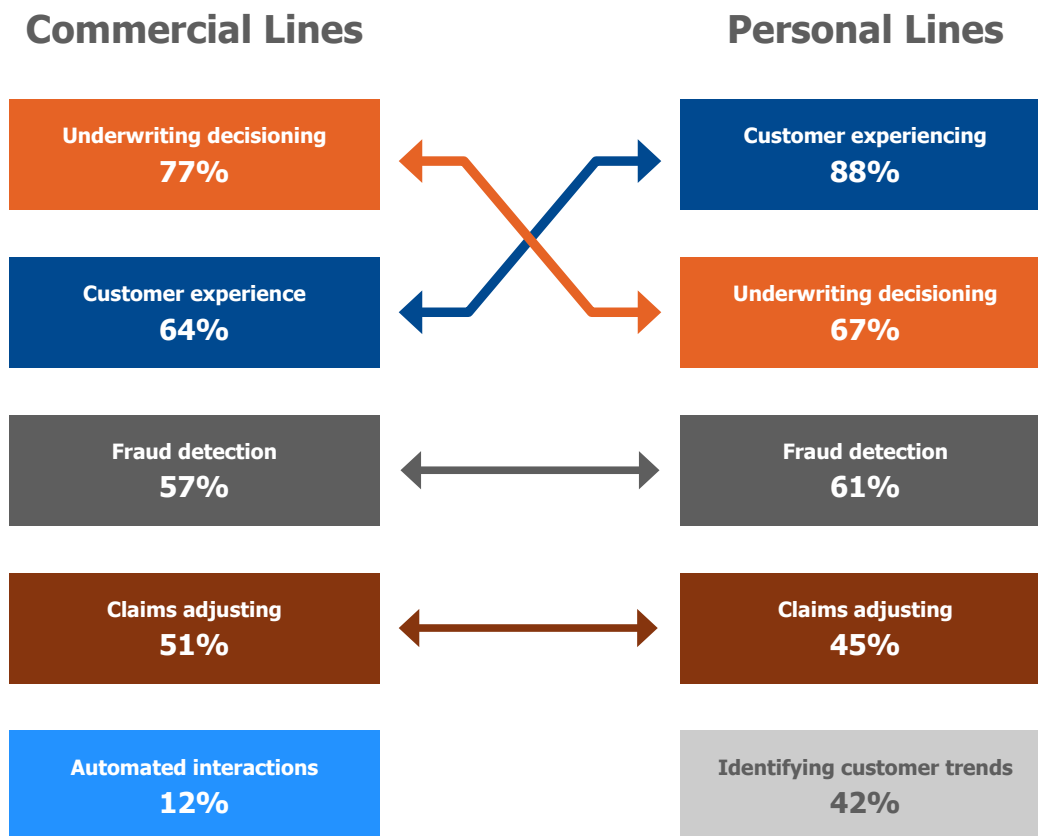 Commercial Lines
Personal Lines
Underwriting decisioning
77%
Customer experiencing
88%
Customer experience
64%
Underwriting decisioning
67%
Fraud detection
57%
Fraud detection
61%
Claims adjusting
51%
Claims adjusting
45%
Automated interactions
12%
Identifying customer trends
42%